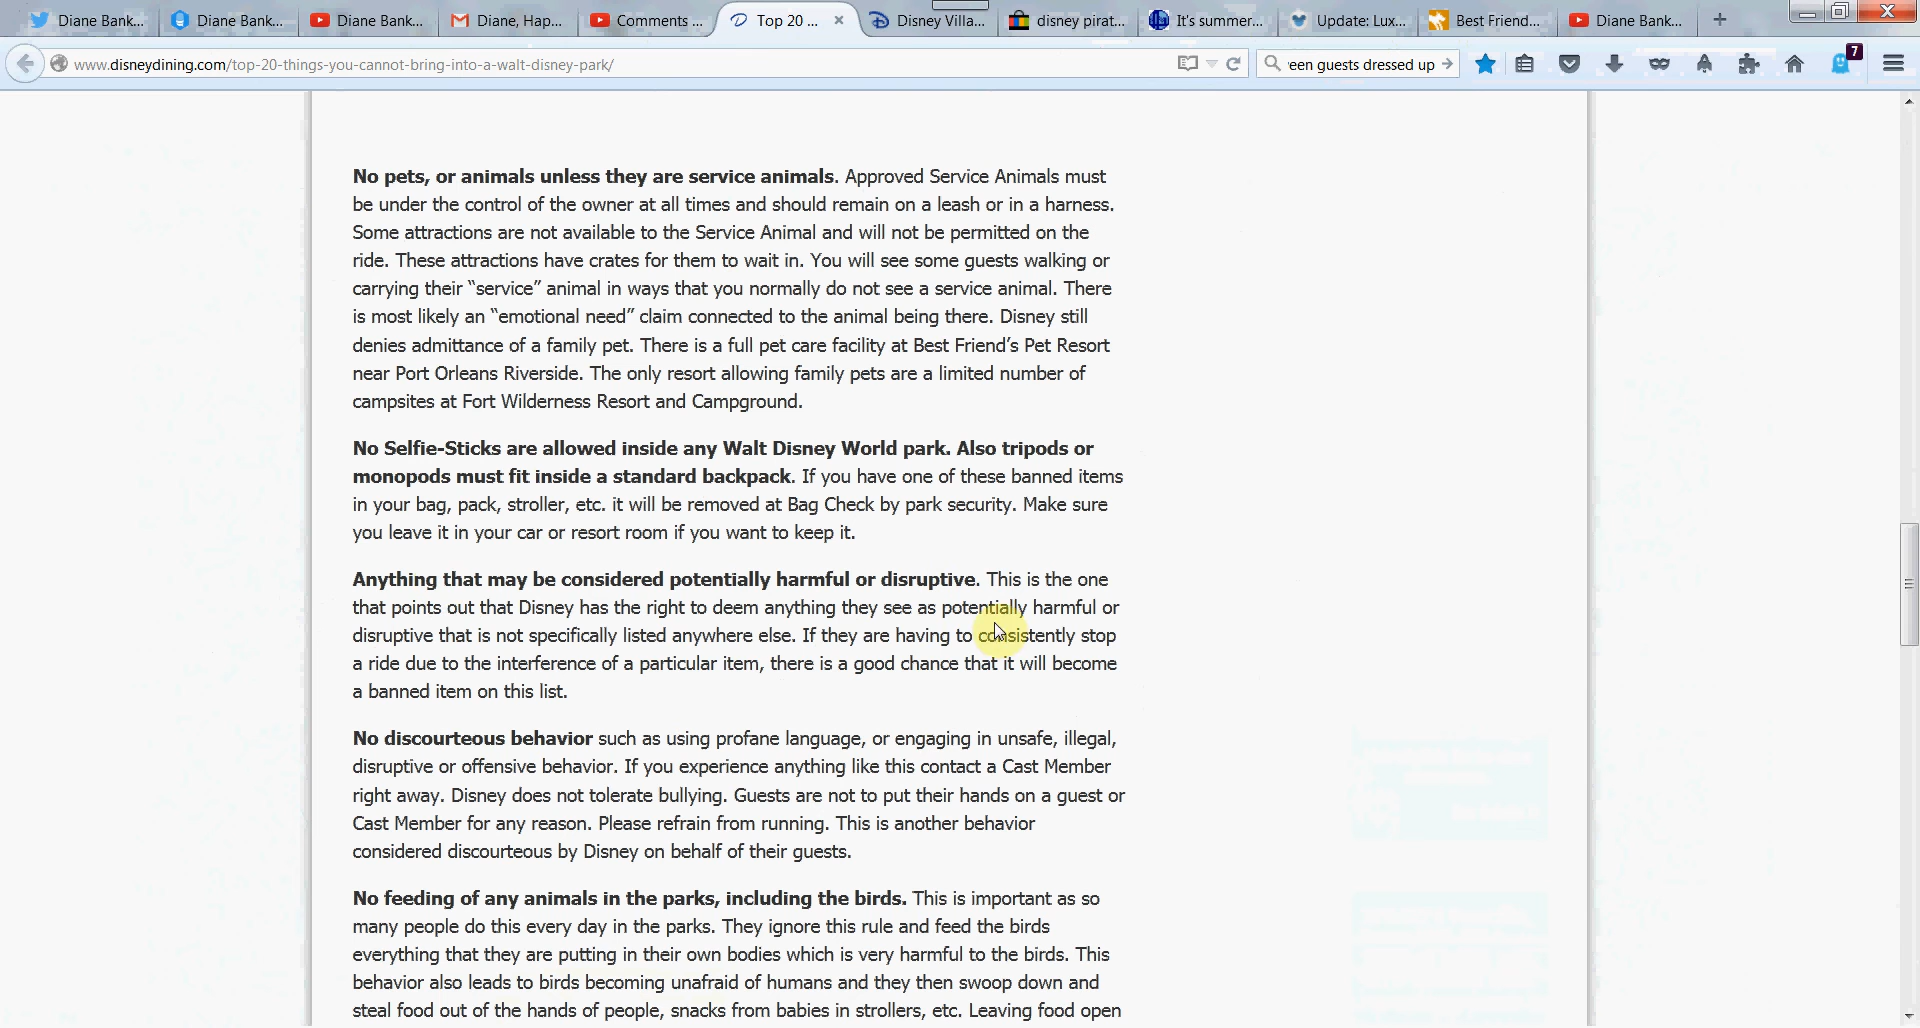 Diane Bank... Diane Bank... Diane Bank... Diane, Hap... Comments ... Top 20 ... Disney Villa... disney pirat... It's summer... Update: Lux... Best Friend... Diane Bank...
www.disneydining.com/top-20-things-you-cannot-bring-into-a-walt-disney-park/ een guests dressed up 7
No pets, or animals unless they are service animals. Approved Service Animals must
be under the control of the owner at all times and should remain on a leash or in a harness.
Some attractions are not available to the Service Animal and will not be permitted on the
ride. These attractions have crates for them to wait in. You will see some guests walking or
carrying their “service” animal in ways that you normally do not see a service animal. There
is most likely an “emotional need” claim connected to the animal being there. Disney still
denies admittance of a family pet. There is a full pet care facility at Best Friend’s Pet Resort
near Port Orleans Riverside. The only resort allowing family pets are a limited number of
campsites at Fort Wilderness Resort and Campground.
No Selfie-Sticks are allowed inside any Walt Disney World park. Also tripods or
monopods must fit inside a standard backpack. If you have one of these banned items
in your bag, pack, stroller, etc. it will be removed at Bag Check by park security. Make sure
you leave it in your car or resort room if you want to keep it.
Anything that may be considered potentially harmful or disruptive. This is the one
that points out that Disney has the right to deem anything they see as potentially harmful or
disruptive that is not specifically listed anywhere else. If they are having to consistently stop
a ride due to the interference of a particular item, there is a good chance that it will become
a banned item on this list.
No discourteous behavior such as using profane language, or engaging in unsafe, illegal,
disruptive or offensive behavior. If you experience anything like this contact a Cast Member
right away. Disney does not tolerate bullying. Guests are not to put their hands on a guest or
Cast Member for any reason. Please refrain from running. This is another behavior
considered discourteous by Disney on behalf of their guests.
No feeding of any animals in the parks, including the birds. This is important as so
many people do this every day in the parks. They ignore this rule and feed the birds
everything that they are putting in their own bodies which is very harmful to the birds. This
behavior also leads to birds becoming unafraid of humans and they then swoop down and
steal food out of the hands of people, snacks from babies in strollers, etc. Leaving food open